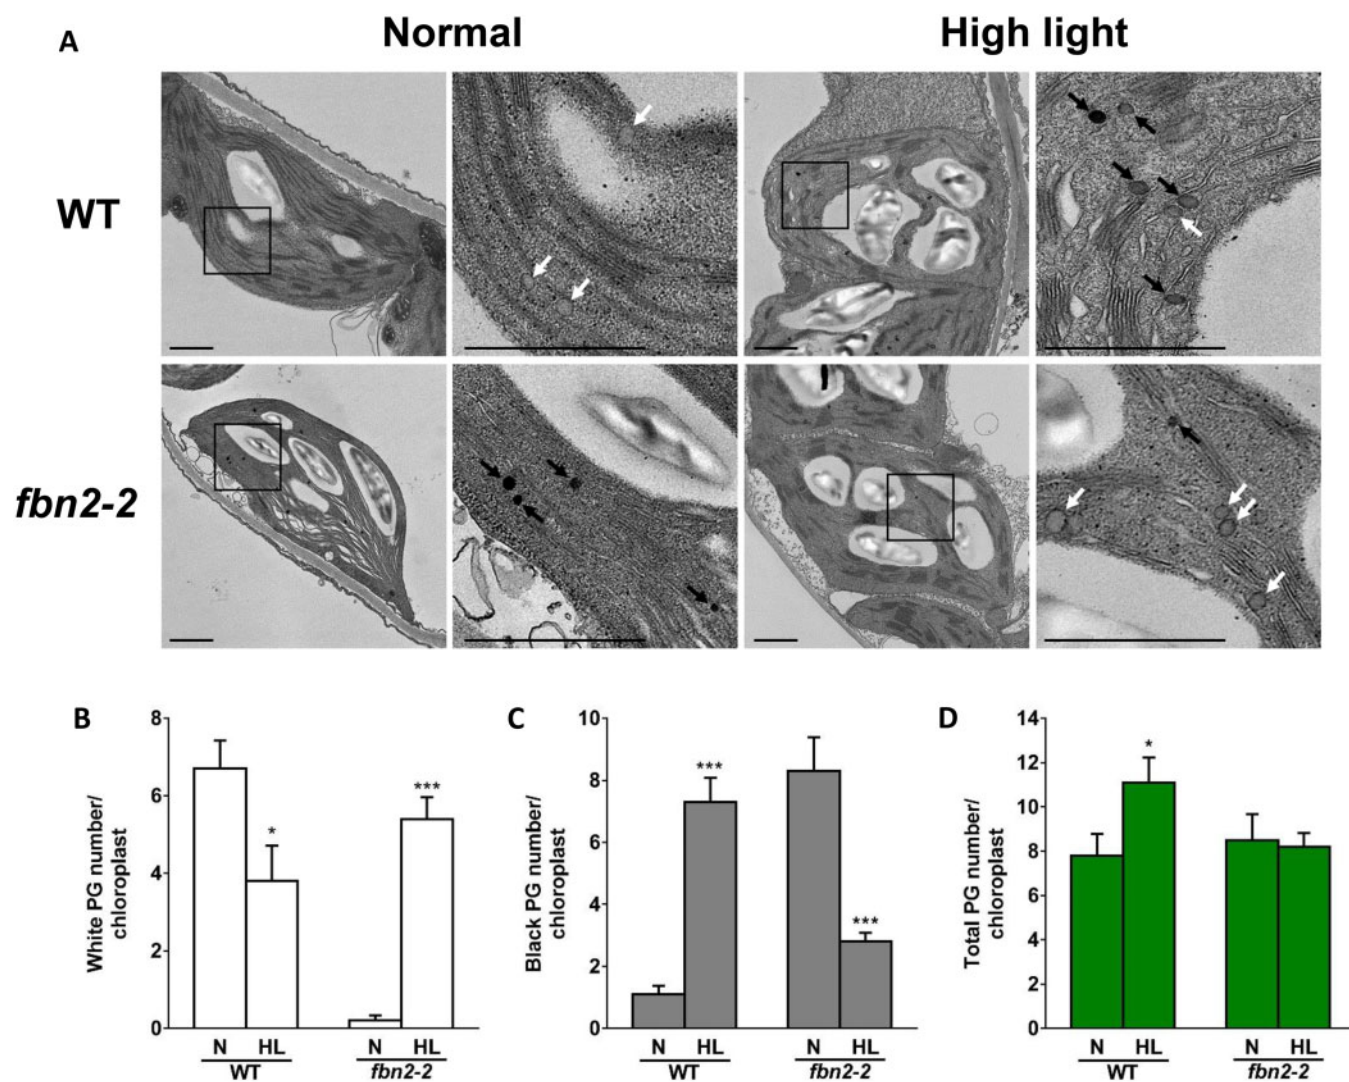 A
Normal
High light
WT
fbn2-2
B
White PG number/
chloroplast
8
6
4
2
0
*
***
N HL N HL
WT fbn2-2
C
Black PG number/
chloroplast
10
8
6
4
2
0
***
***
N HL N HL
WT fbn2-2
D
Total PG number/
chloroplast
14
12
10
8
6
4
2
0
*
N HL N HL
WT fbn2-2